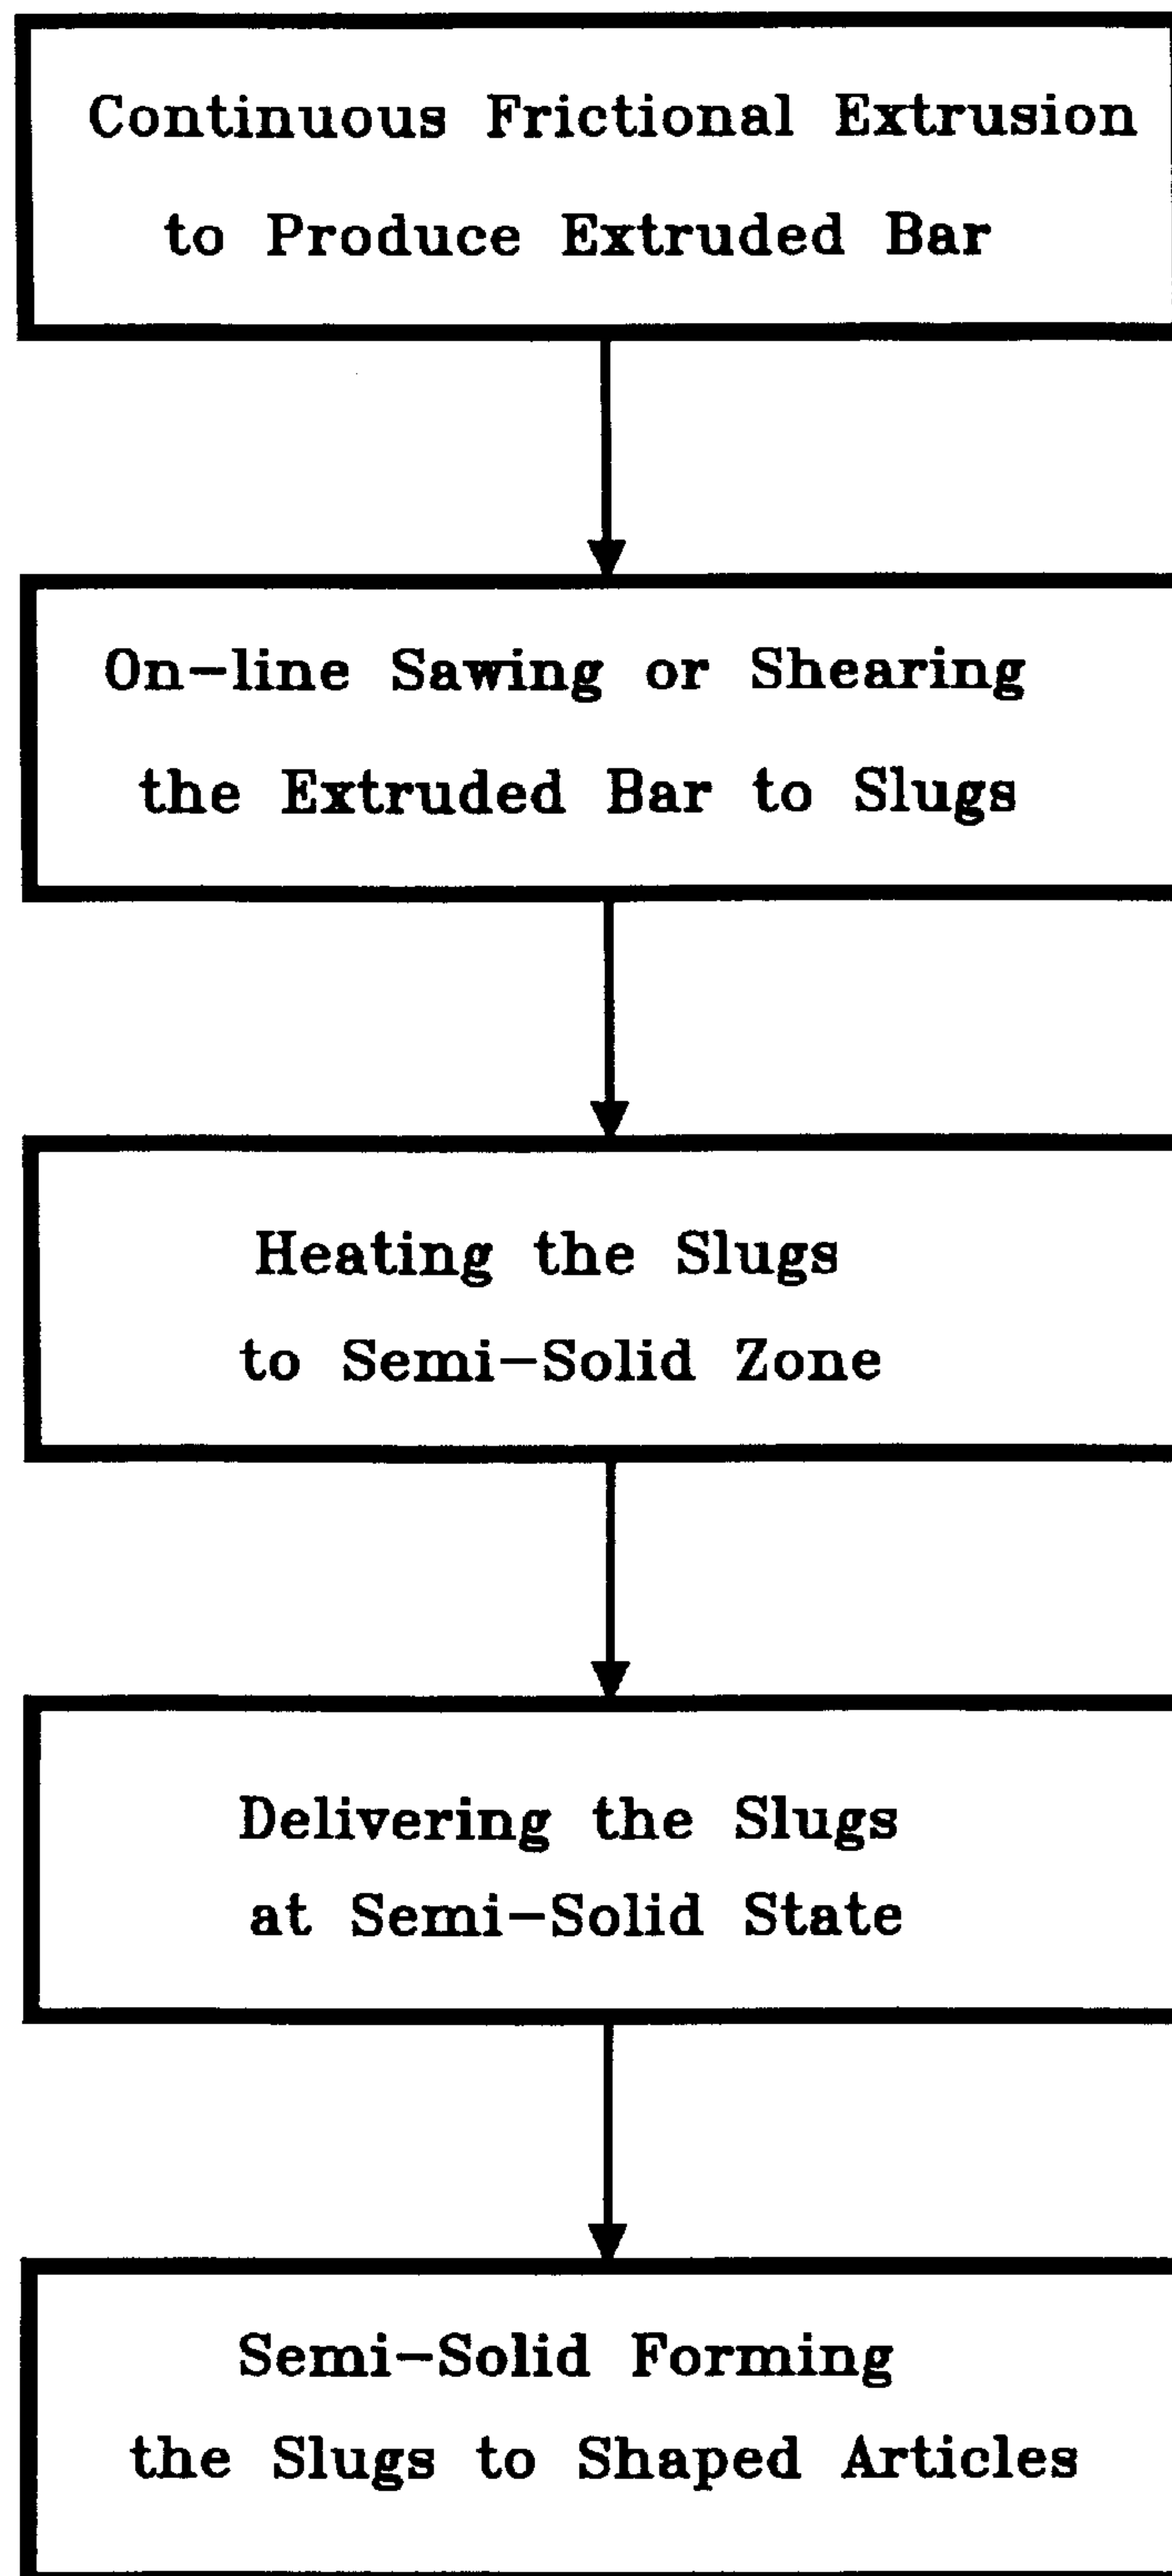 Continuous Frictional Extrusion
to Produce Extruded Bar
On-line Sawing or Shearing
the Extruded Bar to Slugs
Heating the Slugs
to Semi-Solid Zone
Delivering the Slugs
at Semi-Solid State
Semi-Solid Forming
the Slugs to Shaped Articles